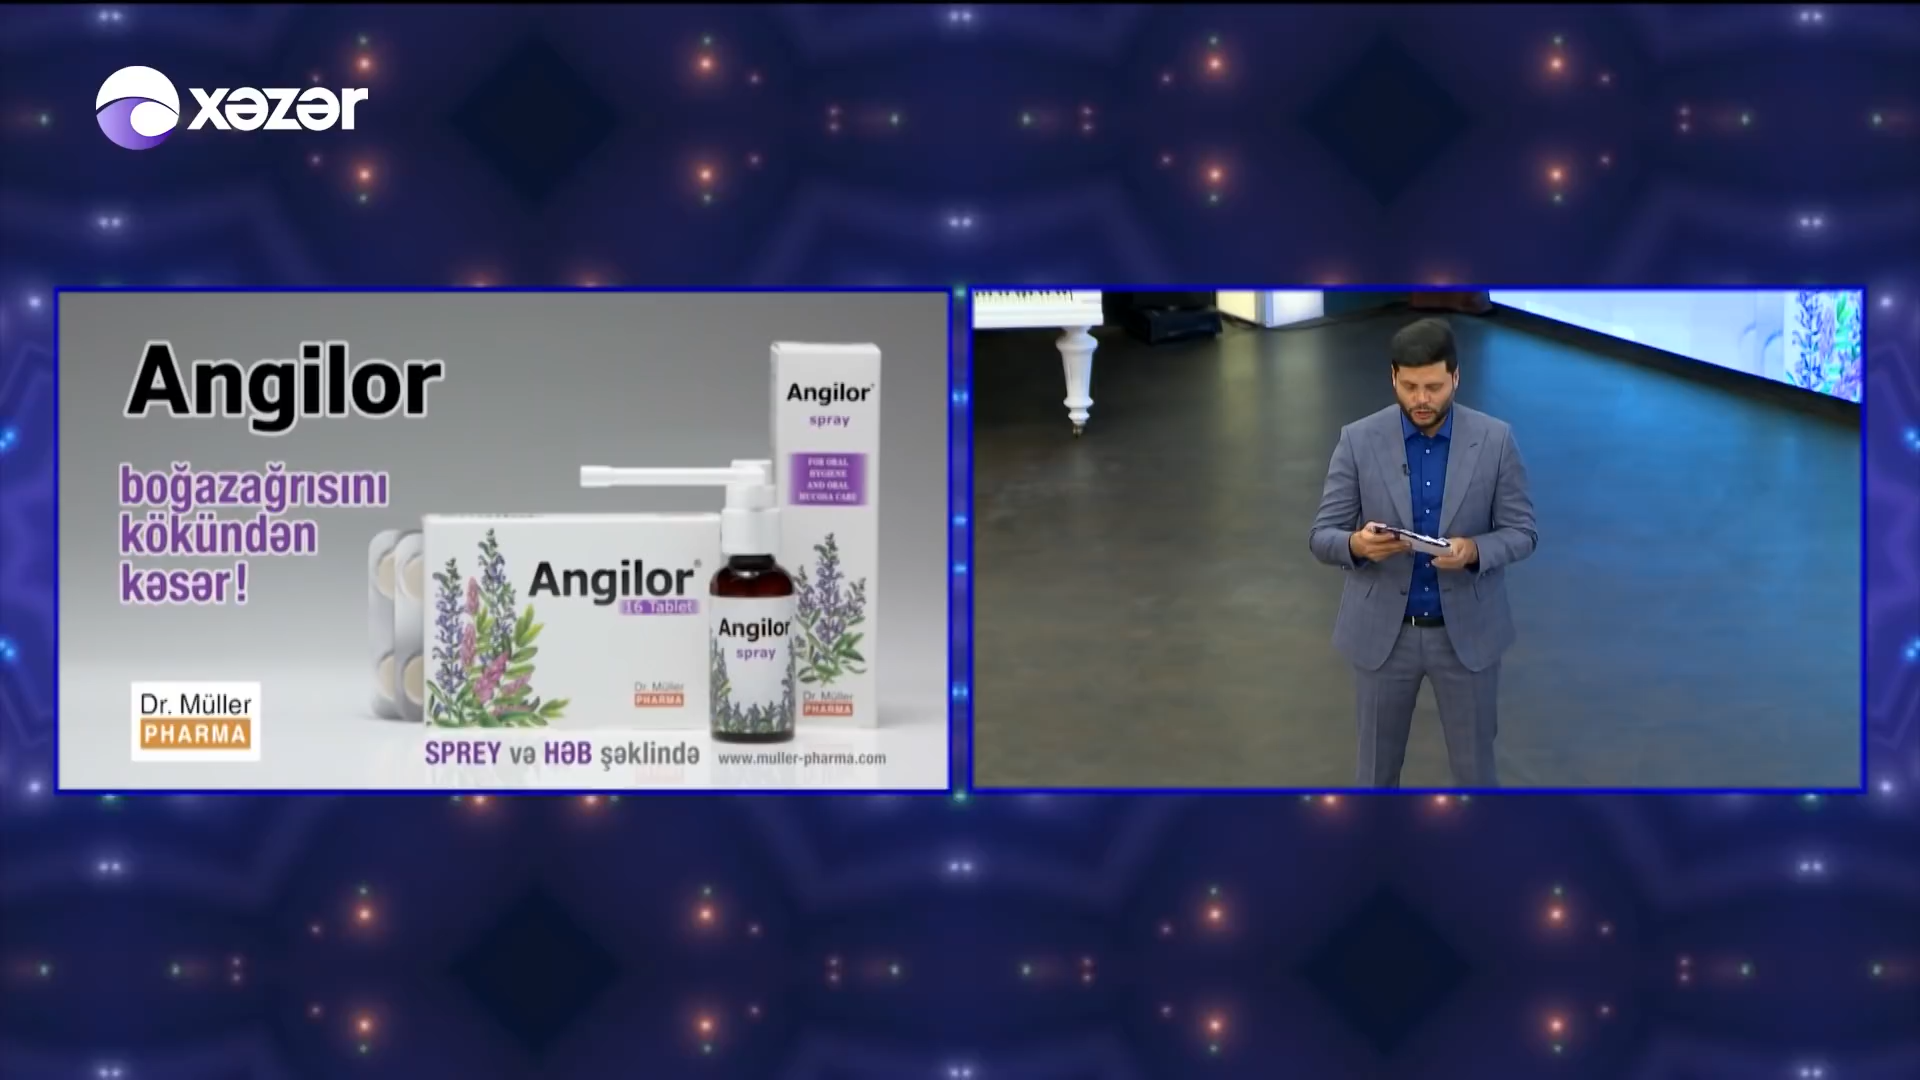 xəzər
Angilor
boğazağrısını
kökündən
kəsər!
Dr. Müller
PHARMA
Angilor®
16 Tablet
Dr. Müller
PHARMA
Angilor
spray
Angilor®
spray
FOR ORAL
HYGIENE
AND ORAL
MUCOSA CARE
Dr. Müller
PHARMA
SPREY və HƏB şəklində
www.muller-pharma.com